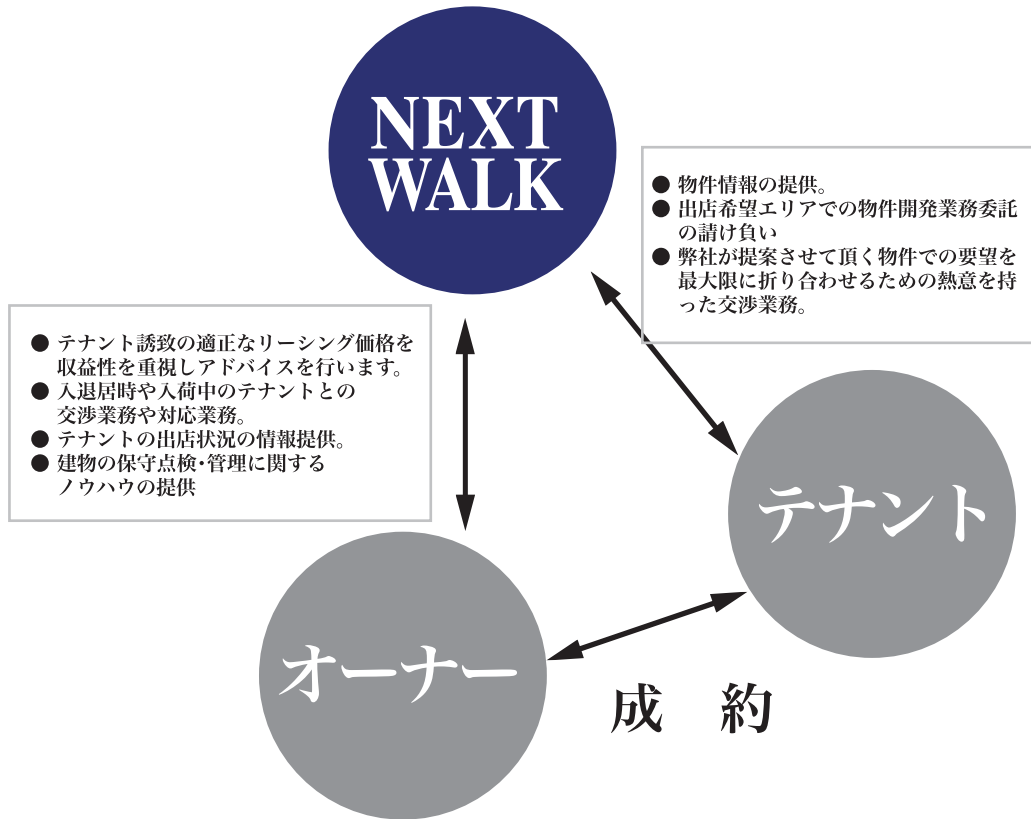 NEXT
WALK
● 物件情報の提供。
● 出店希望エリアでの物件開発業務委託
の請け負い
● 弊社が提案させて頂く物件での要望を
最大限に折り合わせるための熱意を持
った交渉業務。
● テナント誘致の適正なリーシング価格を
収益性を重視しアドバイスを行います。
● 入退居時や入荷中のテナントとの
交渉業務や対応業務。
● テナントの出店状況の情報提供。
● 建物の保守点検・管理に関する
ノウハウの提供
テナント
オーナー
成 約